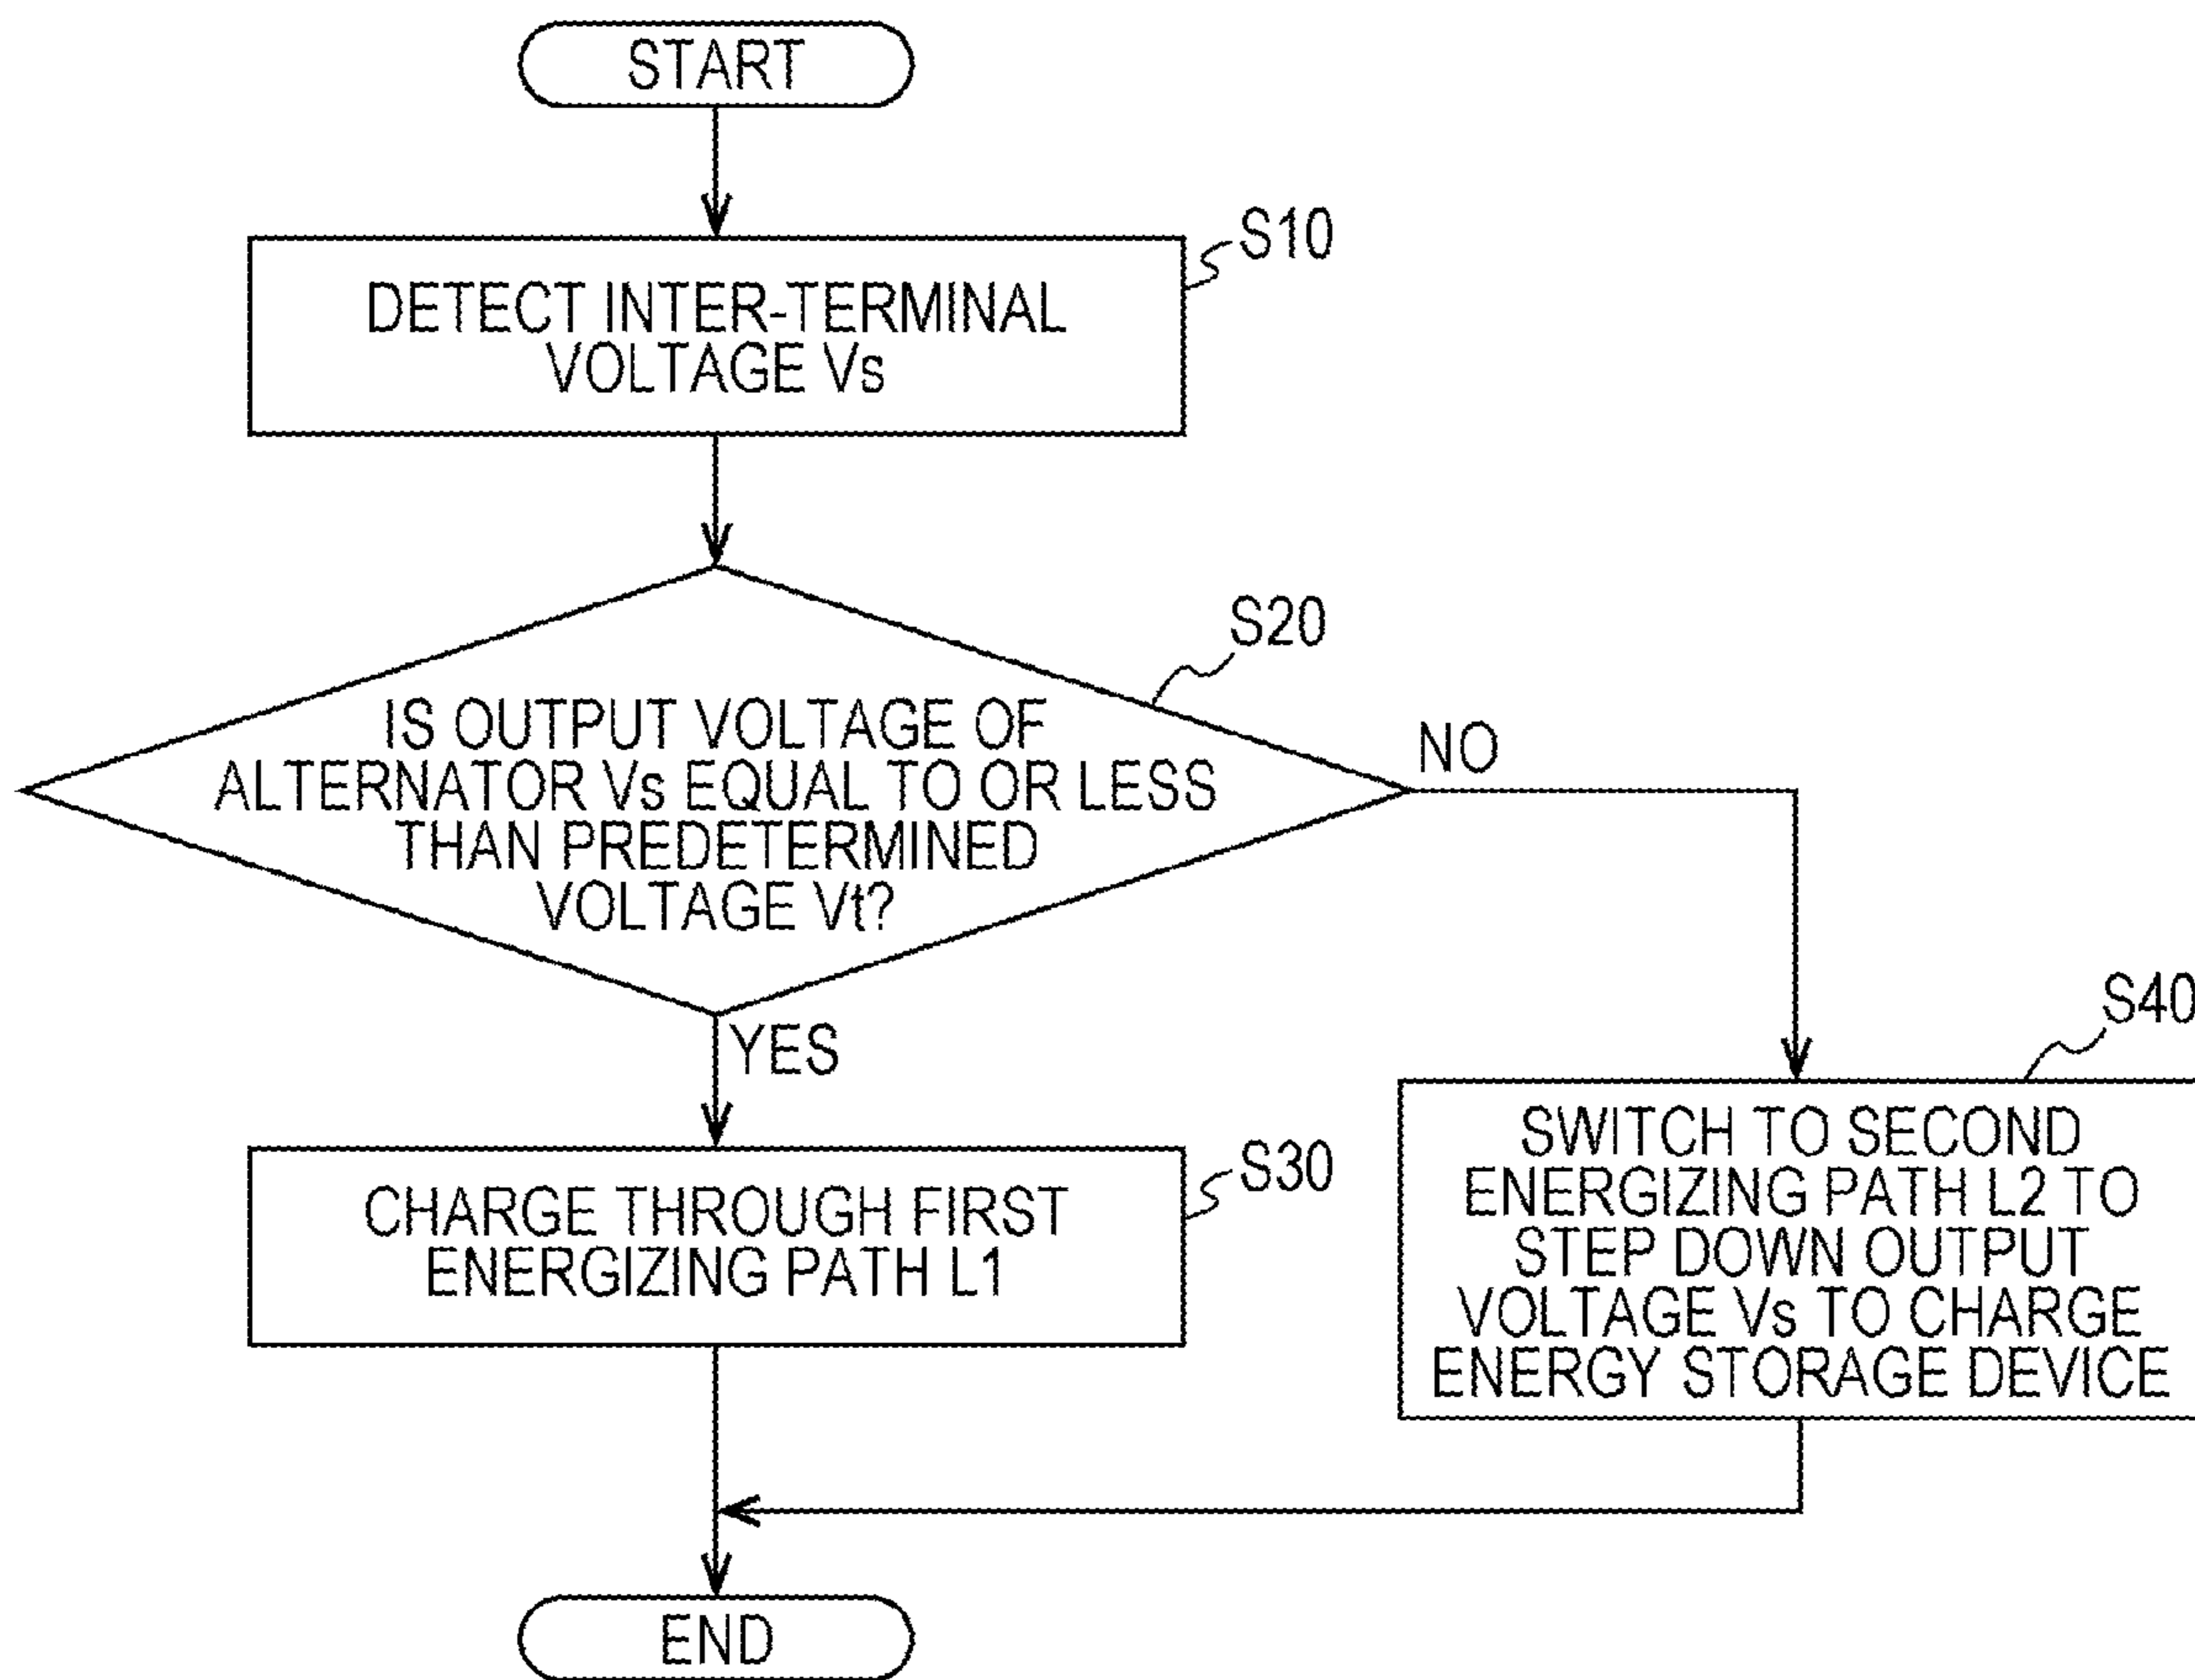 START
S10
DETECT INTER-TERMINAL
VOLTAGE Vs
S20
IS OUTPUT VOLTAGE OF
ALTERNATOR Vs EQUAL TO OR LESS
THAN PREDETERMINED
VOLTAGE Vt?
NO
YES
S30
CHARGE THROUGH FIRST
ENERGIZING PATH L1
S40
SWITCH TO SECOND
ENERGIZING PATH L2 TO
STEP DOWN OUTPUT
VOLTAGE Vs TO CHARGE
ENERGY STORAGE DEVICE
END